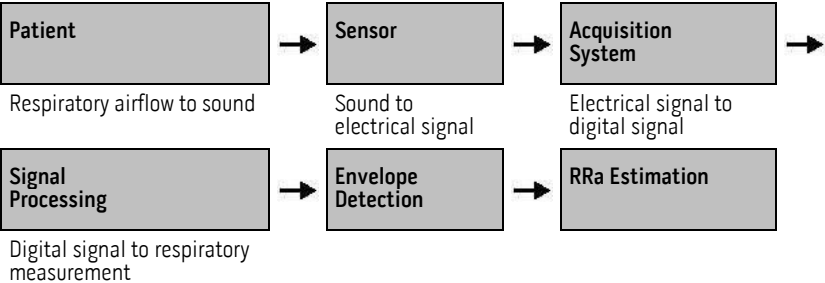 Patient
Sensor
Acquisition
System
Respiratory airflow to sound
Sound to
electrical signal
Electrical signal to
digital signal
Signal
Processing
Envelope
Detection
RRa Estimation
Digital signal to respiratory
measurement